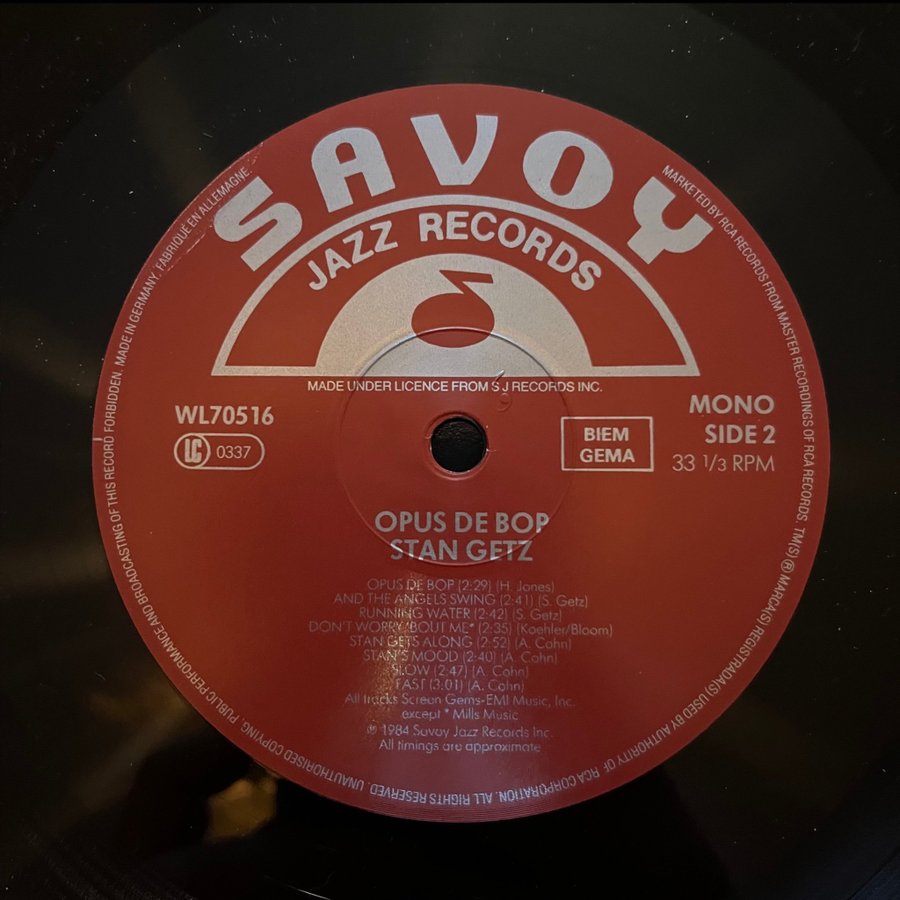 SAVOY
JAZZ RECORDS
MADE UNDER LICENCE FROM S J RECORDS INC.
WL70516
LC 0337
BIEM
GEMA
MONO
SIDE 2
33 1/3 RPM
OPUS DE BOP
STAN GETZ
OPUS DE BOP (2:29) (H. Jones)
AND THE ANGELS SWING (2:41) (S. Getz)
RUNNING WATER (2:42) (S. Getz)
DON'T WORRY 'BOUT ME* (2:35) (Koehler/Bloom)
STAN GETS ALONG (2:52) (A. Cohn)
STAN'S MOOD (2:40) (A. Cohn)
SLOW (2:47) (A. Cohn)
FAST (3.01) (A. Cohn)
All tracks Screen Gems-EMI Music, Inc.
except * Mills Music
℗ 1984 Savoy Jazz Records Inc.
All timings are approximate
MARKETED BY RCA RECORDS FROM MASTER RECORDINGS OF RCA RECORDS. TM(S) ® MARCA(S) REGISTRADA(S) USED BY AUTHORITY OF RCA CORPORATION. ALL RIGHTS RESERVED. UNAUTHORISED COPYING, PUBLIC PERFORMANCE AND BROADCASTING OF THIS RECORD FORBIDDEN. MADE IN GERMANY. FABRIQUE EN ALLEMAGNE.